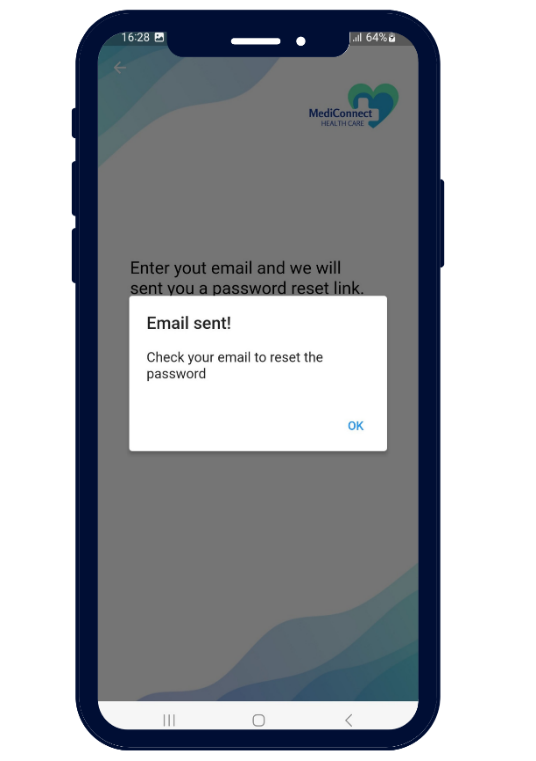 16:28
64%
MediConnect
HEALTH CARE
Enter yout email and we will
sent you a password reset link.
Email sent!
Check your email to reset the
password
OK